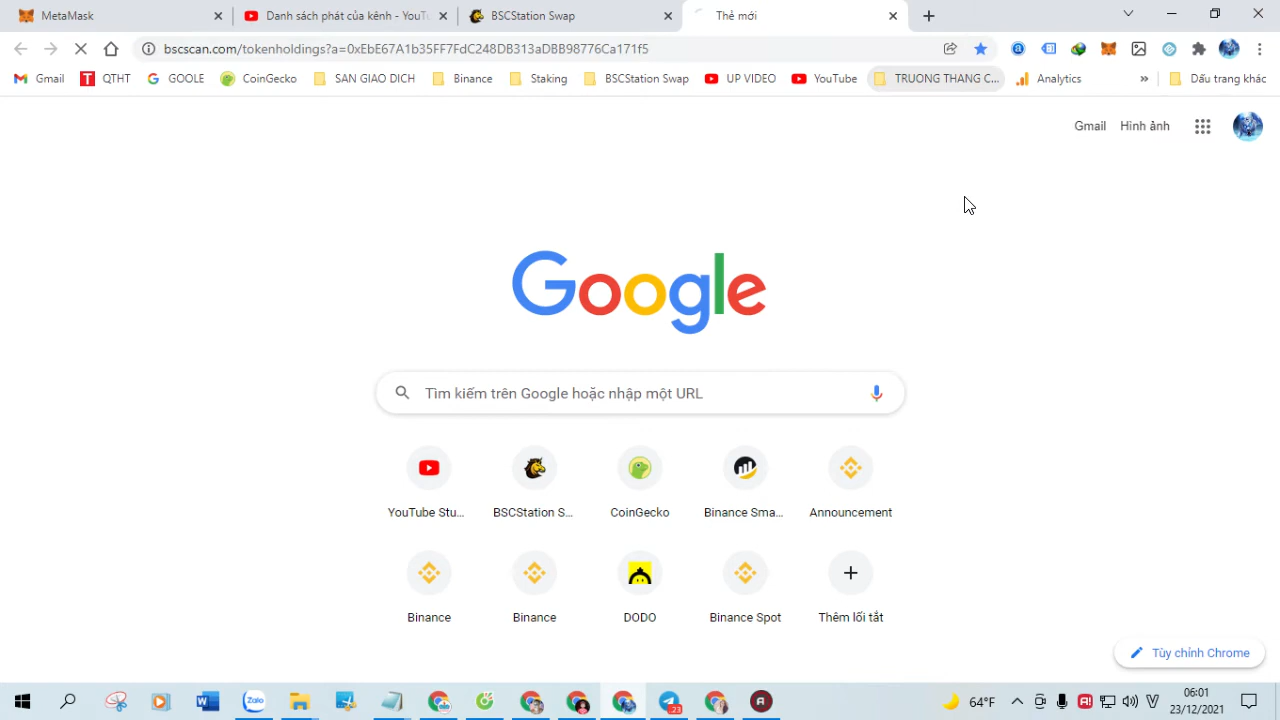 MetaMask
Danh sách phát của kênh - YouTu
BSCStation Swap
Thẻ mới
bscscan.com/tokenholdings?a=0xEbE67A1b35FF7FdC248DB313aDBB98776Ca171f5
Gmail
QTHT
GOOLE
CoinGecko
SAN GIAO DICH
Binance
Staking
BSCStation Swap
UP VIDEO
YouTube
TRUONG THANG C...
Analytics
»
Dấu trang khác
Gmail
Hình ảnh
Google
Tìm kiếm trên Google hoặc nhập một URL
YouTube Stu...
BSCStation S...
CoinGecko
Binance Sma...
Announcement
Binance
Binance
DODO
Binance Spot
Thêm lối tắt
Tùy chỉnh Chrome
Zalo
23
64°F
06:01
23/12/2021